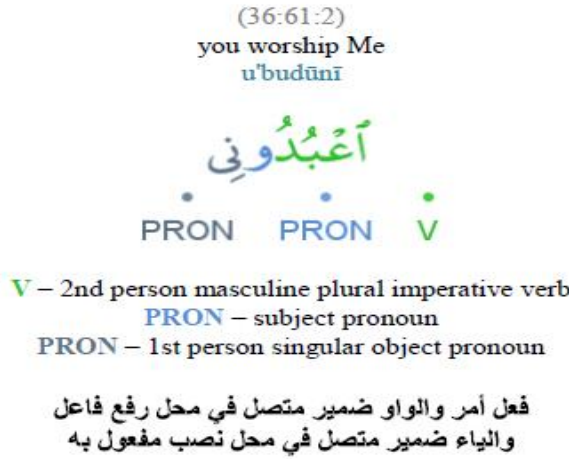 (36:61:2)
you worship Me
u'budūnī
ٱعْبُدُونِى
PRON PRON V
V – 2nd person masculine plural imperative verb
PRON – subject pronoun
PRON – 1st person singular object pronoun
فعل أمر والواو ضمير متصل في محل رفع فاعل
والياء ضمير متصل في محل نصب مفعول به